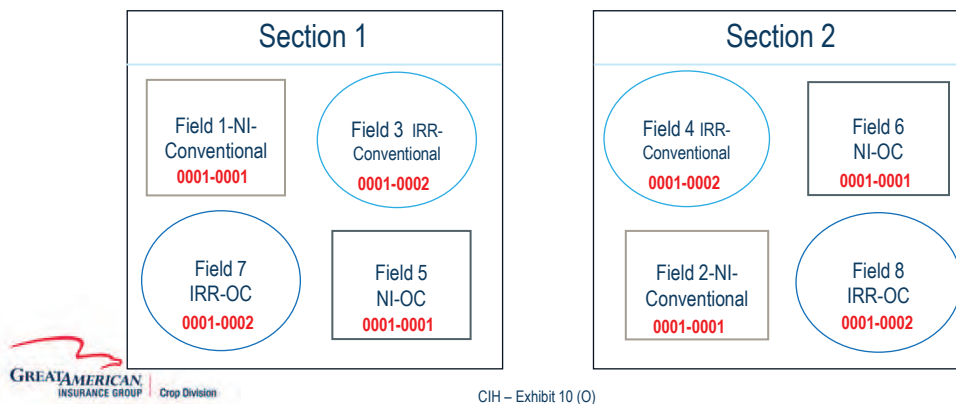 Section 1
Field 1-NI-
Conventional
0001-0001
Field 3 IRR-
Conventional
0001-0002
Field 7
IRR-OC
0001-0002
Field 5
NI-OC
0001-0001
Section 2
Field 4 IRR-
Conventional
0001-0002
Field 6
NI-OC
0001-0001
Field 2-NI-
Conventional
0001-0001
Field 8
IRR-OC
0001-0002
GREATAMERICAN
INSURANCE GROUP Crop Division
CIH – Exhibit 10 (O)